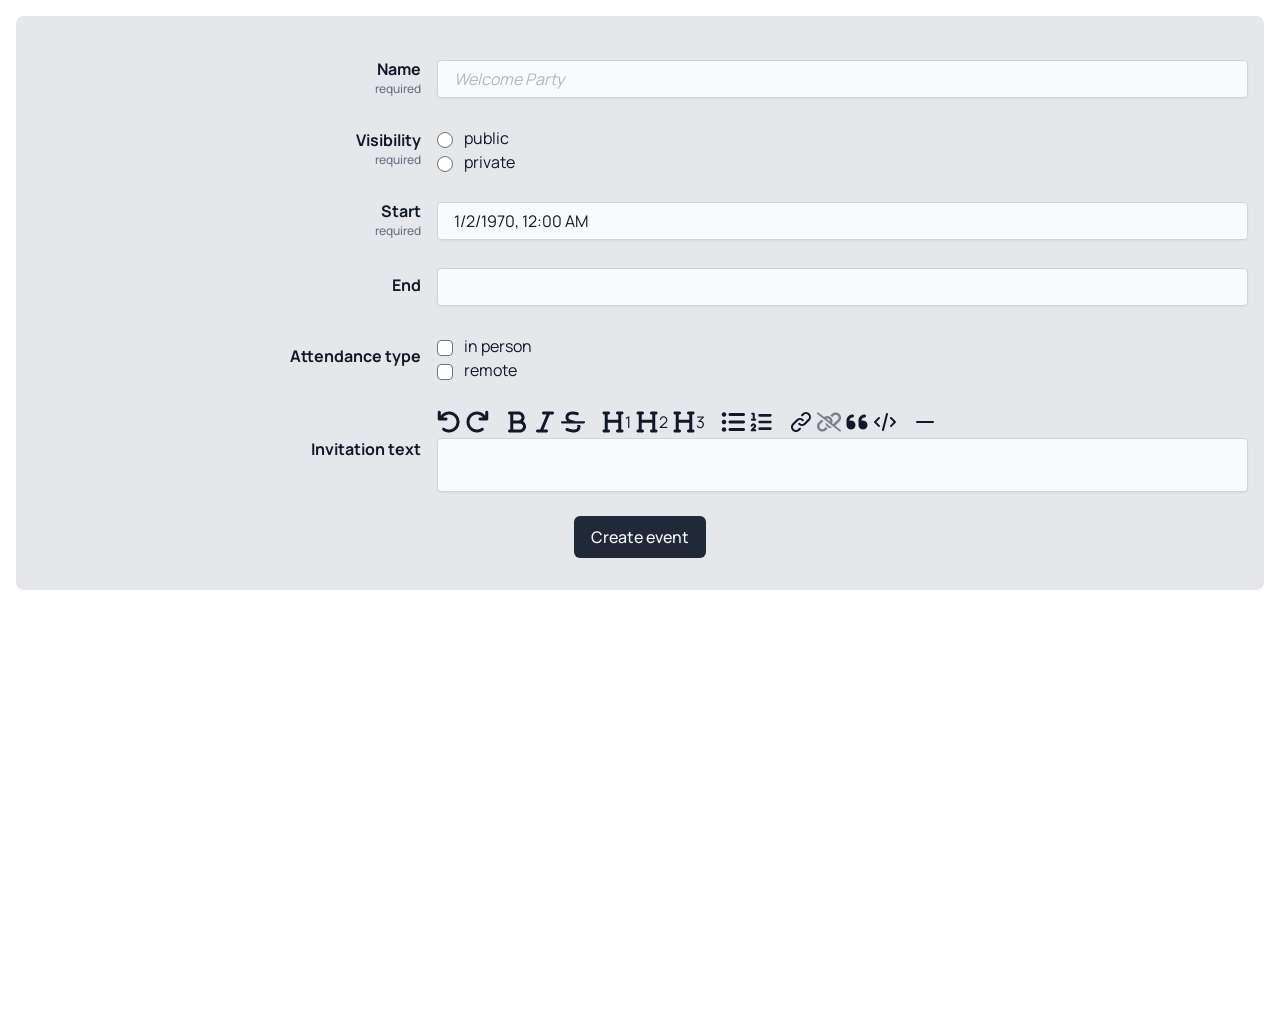 Name
required
Welcome Party
Visibility
required
public
private
Start
required
1/2/1970, 12:00 AM
End
Attendance type
in person
remote
H1 H2 H3
Invitation text
Create event